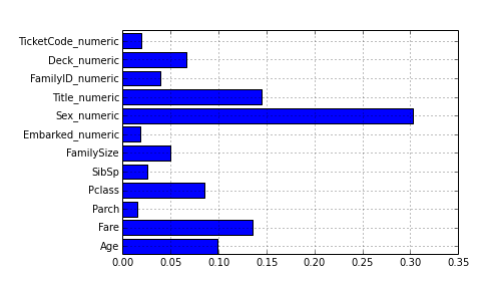 TicketCode_numeric
Deck_numeric
FamilyID_numeric
Title_numeric
Sex_numeric
Embarked_numeric
FamilySize
SibSp
Pclass
Parch
Fare
Age
0.00 0.05 0.10 0.15 0.20 0.25 0.30 0.35